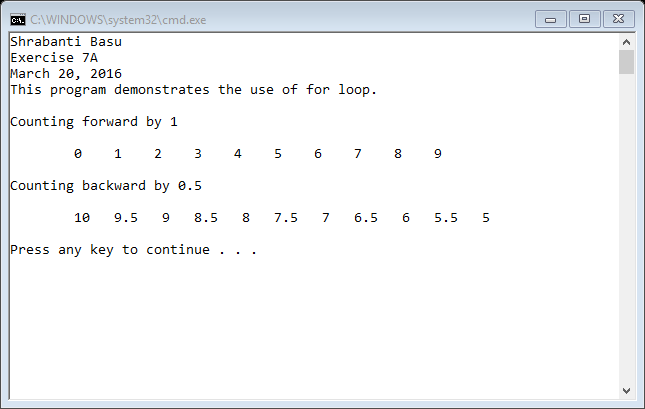 C:\WINDOWS\system32\cmd.exe
Shrabanti Basu
Exercise 7A
March 20, 2016
This program demonstrates the use of for loop.
Counting forward by 1
0 1 2 3 4 5 6 7 8 9
Counting backward by 0.5
10 9.5 9 8.5 8 7.5 7 6.5 6 5.5 5
Press any key to continue . . .